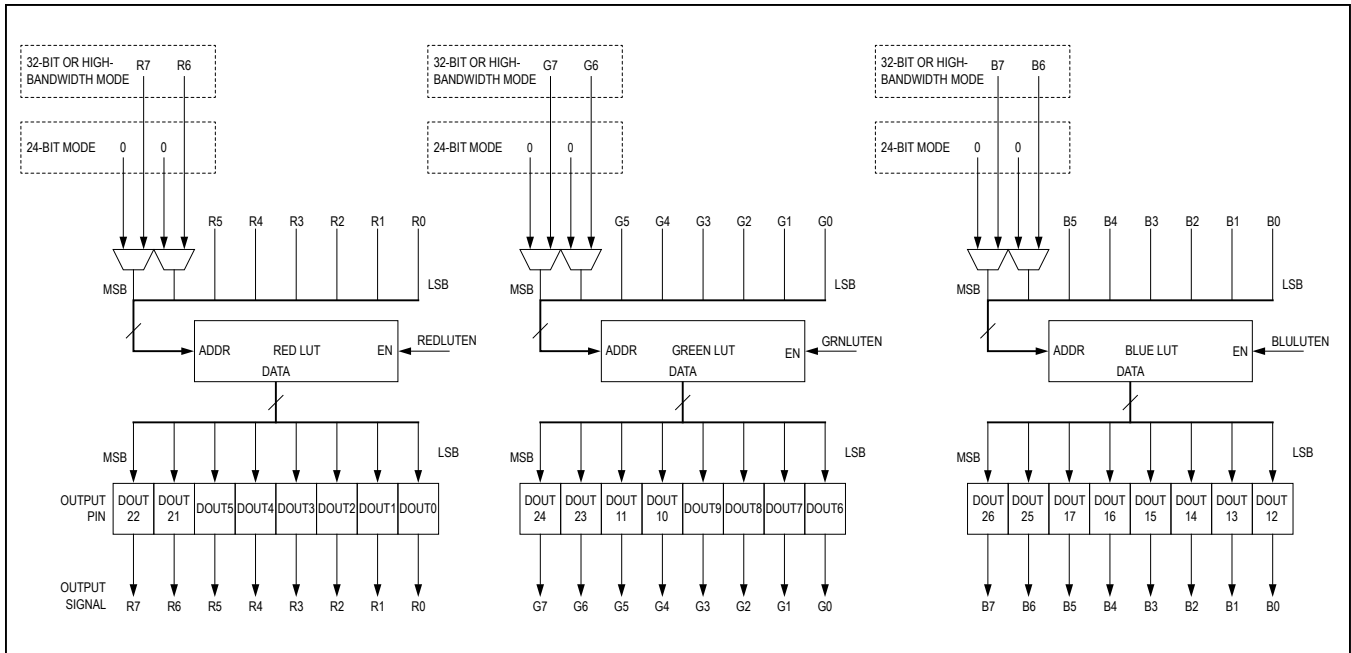 32-BIT OR HIGH-
BANDWIDTH MODE
R7 R6
24-BIT MODE 0 0
R5 R4 R3 R2 R1 R0
MSB
LSB
ADDR RED LUT EN REDLUTEN
DATA
MSB
LSB
OUTPUT
PIN
DOUT
22
DOUT
21
DOUT5
DOUT4
DOUT3
DOUT2
DOUT1
DOUT0
OUTPUT
SIGNAL
R7 R6 R5 R4 R3 R2 R1 R0
32-BIT OR HIGH-
BANDWIDTH MODE
G7 G6
24-BIT MODE 0 0
G5 G4 G3 G2 G1 G0
MSB
LSB
ADDR GREEN LUT EN GRNLUTEN
DATA
MSB
LSB
DOUT
24
DOUT
23
DOUT
11
DOUT
10
DOUT9
DOUT8
DOUT7
DOUT6
G7 G6 G5 G4 G3 G2 G1 G0
32-BIT OR HIGH-
BANDWIDTH MODE
B7 B6
24-BIT MODE 0 0
B5 B4 B3 B2 B1 B0
MSB
LSB
ADDR BLUE LUT EN BLULUTEN
DATA
MSB
LSB
DOUT
26
DOUT
25
DOUT
17
DOUT
16
DOUT
15
DOUT
14
DOUT
13
DOUT
12
B7 B6 B5 B4 B3 B2 B1 B0